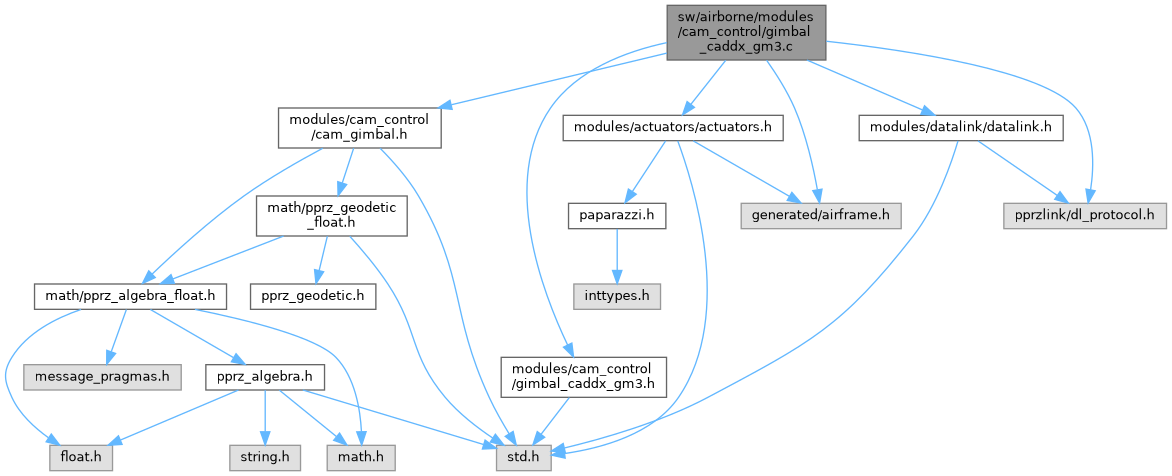 sw/airborne/modules
/cam_control/gimbal
_caddx_gm3.c
modules/cam_control
/cam_gimbal.h
modules/actuators/actuators.h
modules/datalink/datalink.h
math/pprz_geodetic
_float.h
paparazzi.h
generated/airframe.h
pprzlink/dl_protocol.h
math/pprz_algebra_float.h
pprz_geodetic.h
inttypes.h
message_pragmas.h
pprz_algebra.h
modules/cam_control
/gimbal_caddx_gm3.h
float.h
string.h
math.h
std.h